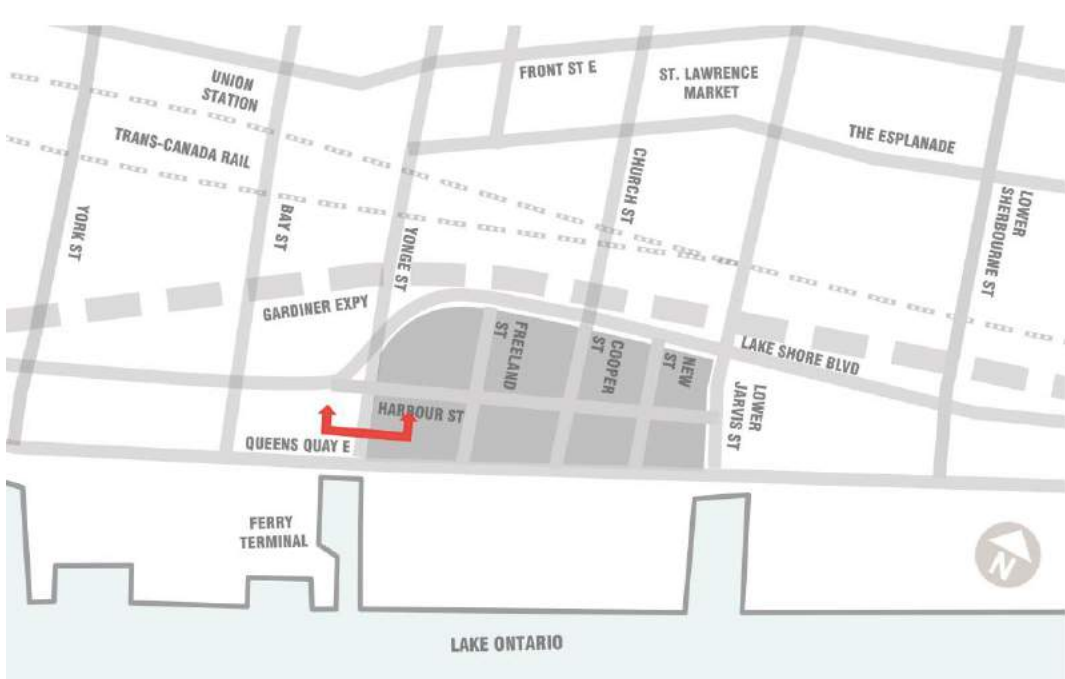 UNION
STATION
FRONT ST E
ST. LAWRENCE
MARKET
TRANS-CANADA RAIL
THE ESPLANADE
YORK ST
BAY ST
YONGE ST
CHURCH ST
LOWER
SHERBOURNE ST
GARDINER EXPY
FREELAND
ST
COOPER
ST
NEW
ST
LAKE SHORE BLVD
LOWER
JARVIS ST
HARBOUR ST
QUEENS QUAY E
FERRY
TERMINAL
N
LAKE ONTARIO